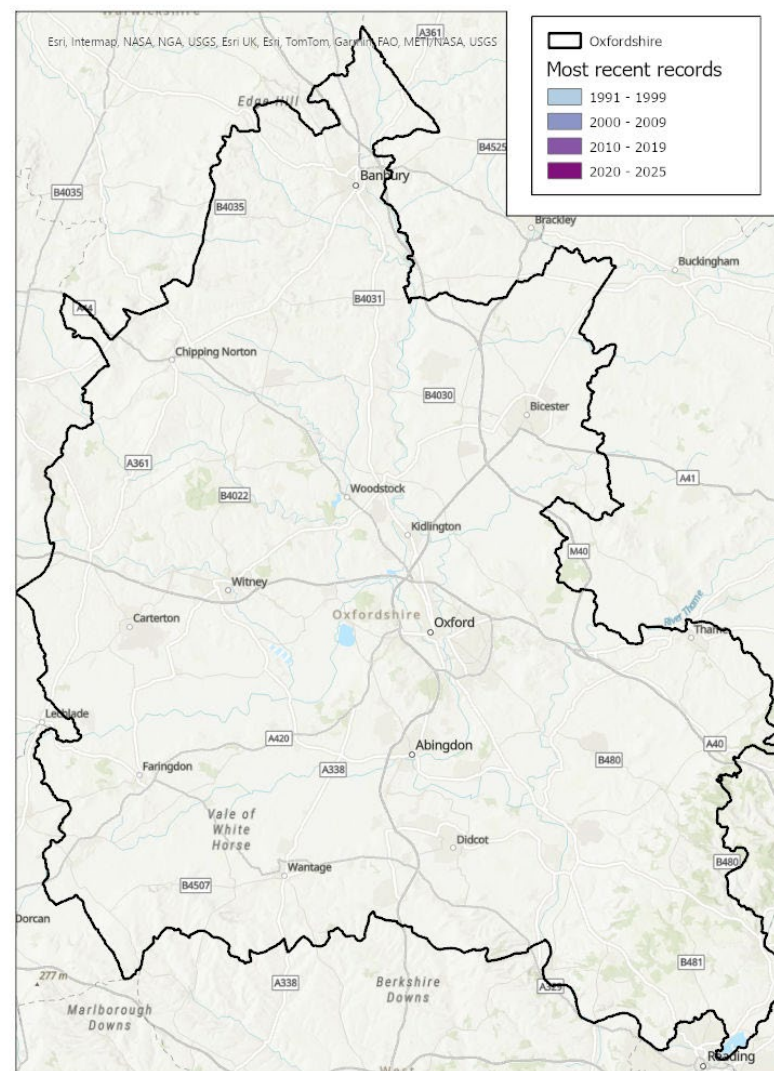 Warwickshire
A361
Esri, Intermap, NASA, NGA, USGS, Esri UK, Esri, TomTom, Garmin, FAO, METI/NASA, USGS
Oxfordshire
Most recent records
1991 - 1999
2000 - 2009
2010 - 2019
2020 - 2025
Edge Hill
B4525
Banbury
B4035
B4035
Brackley
Buckingham
B4031
A44
Chipping Norton
B4030
Bicester
A361
B4022
Woodstock
A41
Kidlington
M40
Witney
Oxfordshire
Carterton
Oxford
River Thame
Thame
Lechlade
A420
Abingdon
A40
B480
Faringdon
A338
Vale of
White
Horse
Didcot
B480
Wantage
B4507
Dorcan
277 m
A338
Berkshire
Downs
A329
B481
Marlborough
Downs
Reading
West